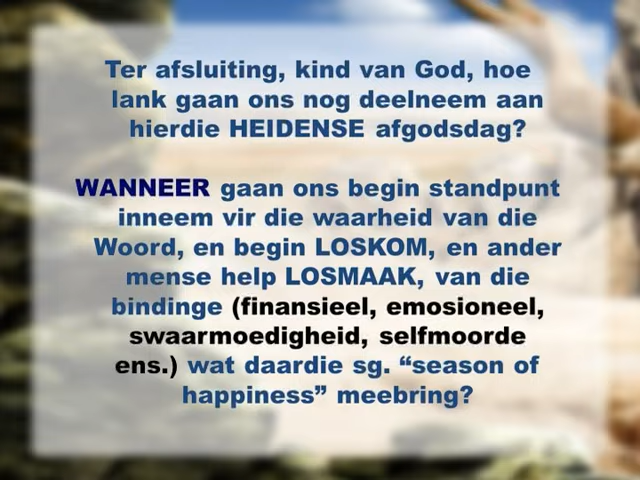 Ter afsluiting, kind van God, hoe
lank gaan ons nog deelneem aan
hierdie HEIDENSE afgodsdag?
WANNEER gaan ons begin standpunt
inneem vir die waarheid van die
Woord, en begin LOSKOM, en ander
mense help LOSMAAK, van die
bindinge (finansieel, emosioneel,
swaarmoedigheid, selfmoorde
ens.) wat daardie sg. “season of
happiness” meebring?